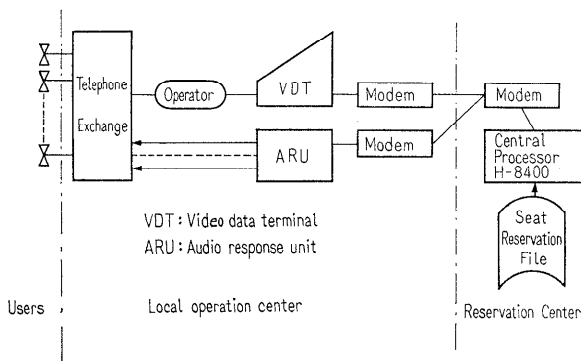 Telephone
Exchange
Operator
VDT
Modem
Modem
ARU
Modem
Central
Processor
H-8400
Seat
Reservation
File
VDT : Video data terminal
ARU : Audio response unit
Users
Local operation center
Reservation Center